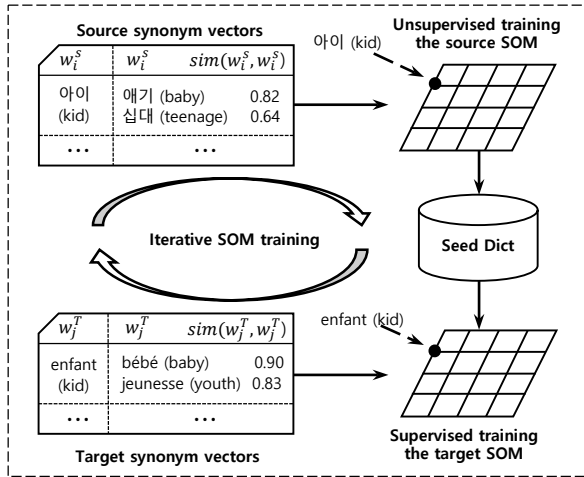 Source synonym vectors
Unsupervised training
the source SOM
w_i^S w_i^S sim(w_i^S, w_i^S)
아이 (kid)
아이
(kid)
애기 (baby) 0.82
십대 (teenage) 0.64
... ...
Iterative SOM training
Seed Dict
w_j^T w_j^T sim(w_j^T, w_j^T)
enfant (kid)
enfant
(kid)
bébé (baby) 0.90
jeunesse (youth) 0.83
... ...
Target synonym vectors
Supervised training
the target SOM